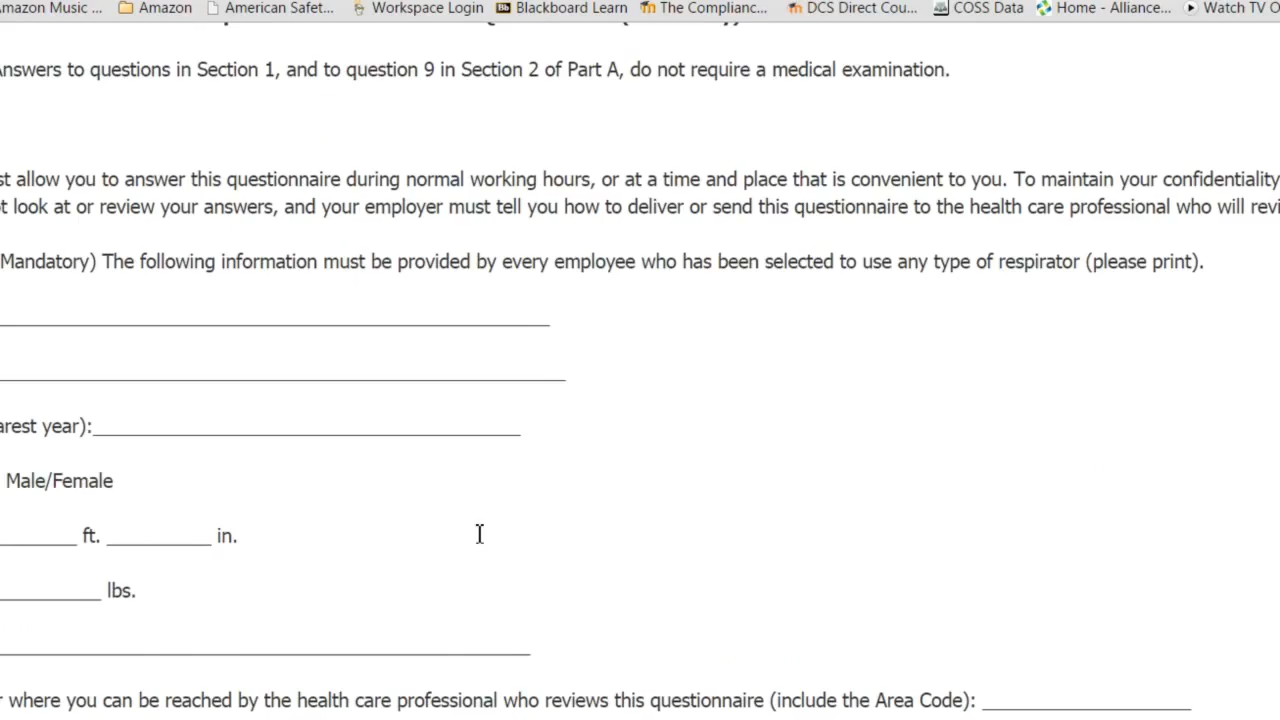 Amazon Music ... Amazon American Safet... Workspace Login Bb Blackboard Learn The Complianc... DCS Direct Cou... COSS Data Home - Alliance... Watch TV O
Answers to questions in Section 1, and to question 9 in Section 2 of Part A, do not require a medical examination.
st allow you to answer this questionnaire during normal working hours, or at a time and place that is convenient to you. To maintain your confidentiality
ot look at or review your answers, and your employer must tell you how to deliver or send this questionnaire to the health care professional who will revi
Mandatory) The following information must be provided by every employee who has been selected to use any type of respirator (please print).
arest year):
Male/Female
ft. in.
lbs.
r where you can be reached by the health care professional who reviews this questionnaire (include the Area Code):